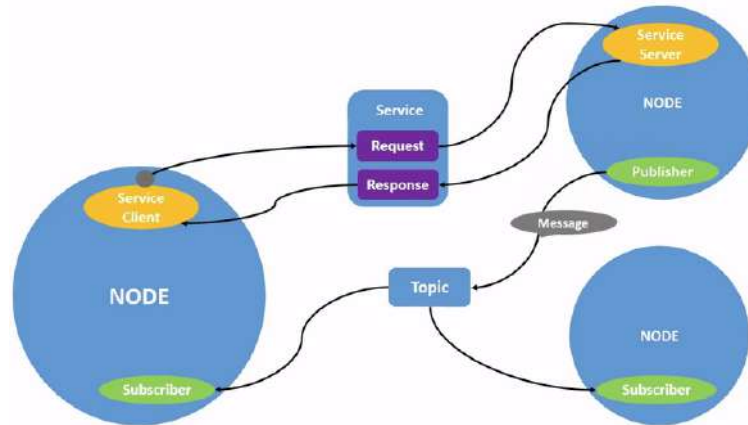 Service
Server
NODE
Publisher
Service
Request
Response
Service
Client
NODE
Subscriber
Message
Topic
NODE
Subscriber